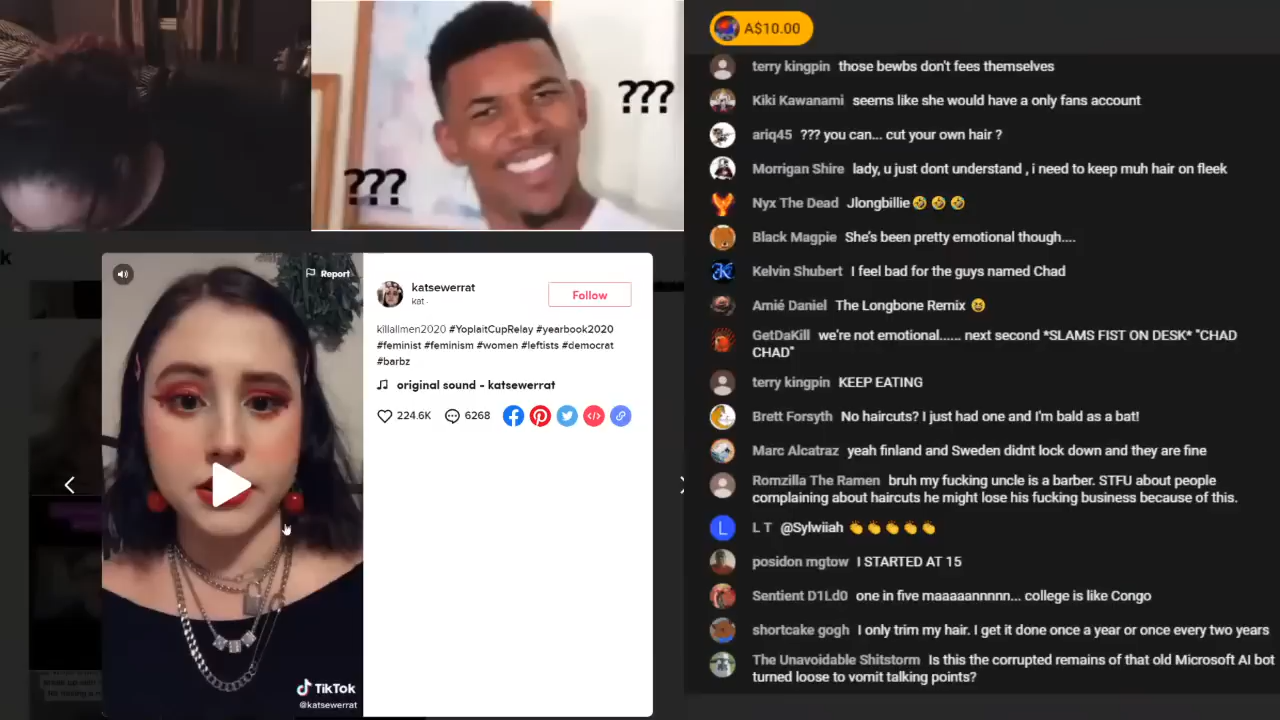 ???
???
k
Report
katsewerrat
kat ·
Follow
killallmen2020 #YoplaitCupRelay #yearbook2020
#feminist #feminism #women #leftists #democrat
#barbz
original sound - katsewerrat
224.6K 6268
TikTok
@katsewerrat
A$10.00
terry kingpin those bewbs don't fees themselves
Kiki Kawanami seems like she would have a only fans account
ariq45 ??? you can... cut your own hair ?
Morrigan Shire lady, u just dont understand , i need to keep muh hair on fleek
Nyx The Dead Jlongbillie 🤣 🤣 🤣
Black Magpie She's been pretty emotional though....
Kelvin Shubert I feel bad for the guys named Chad
Amié Daniel The Longbone Remix 😆
GetDaKill we're not emotional...... next second *SLAMS FIST ON DESK* "CHAD
CHAD"
terry kingpin KEEP EATING
Brett Forsyth No haircuts? I just had one and I'm bald as a bat!
Marc Alcatraz yeah finland and Sweden didnt lock down and they are fine
Romzilla The Ramen bruh my fucking uncle is a barber. STFU about people
complaining about haircuts he might lose his fucking business because of this.
L
L T @Sylwiiah 👏 👏 👏 👏 👏
posidon mgtow I STARTED AT 15
Sentient D1Ld0 one in five maaaaannnnn... college is like Congo
shortcake gogh I only trim my hair. I get it done once a year or once every two years
The Unavoidable Shitstorm Is this the corrupted remains of that old Microsoft AI bot
turned loose to vomit talking points?